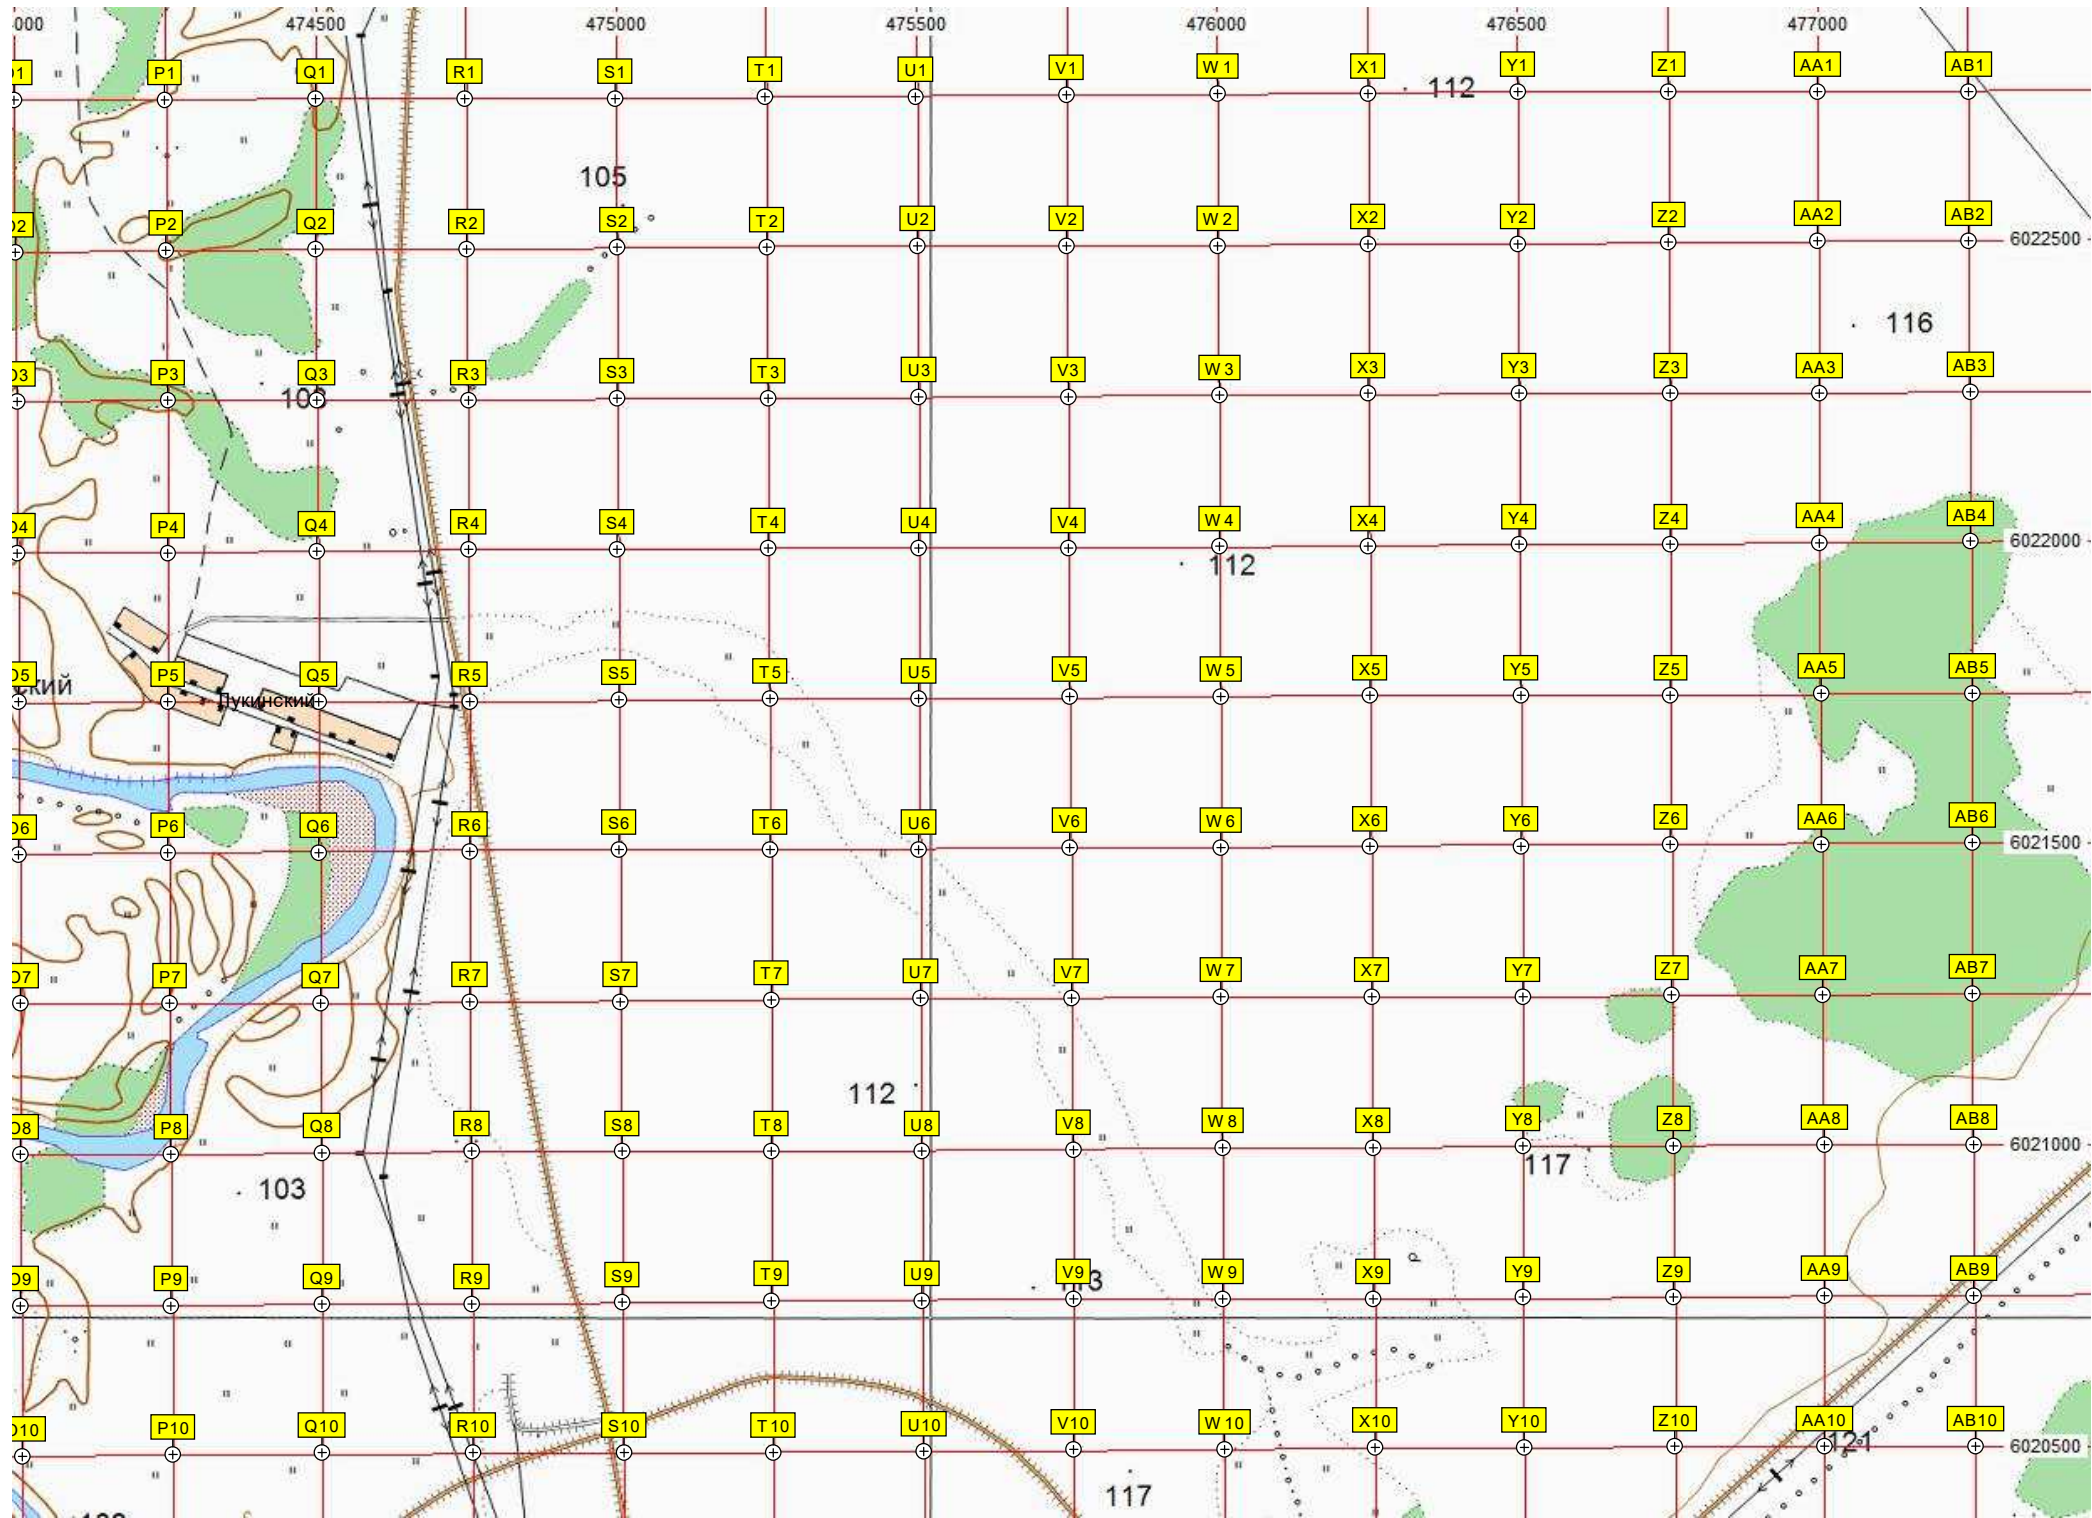 000 474500 475000 475500 476000 476500 477000
P1 Q1 R1 S1 T1 U1 V1 W1 X1 Y1 Z1 AA1 AB1
112
105
P2 Q2 R2 S2 T2 U2 V2 W2 X2 Y2 Z2 AA2 AB2
6022500
116
P3 Q3 R3 S3 T3 U3 V3 W3 X3 Y3 Z3 AA3 AB3
P4 Q4 R4 S4 T4 U4 V4 W4 X4 Y4 Z4 AA4 AB4
6022000
112
P5 Q5 R5 S5 T5 U5 V5 W5 X5 Y5 Z5 AA5 AB5
ский
Лукинский
P6 Q6 R6 S6 T6 U6 V6 W6 X6 Y6 Z6 AA6 AB6
6021500
P7 Q7 R7 S7 T7 U7 V7 W7 X7 Y7 Z7 AA7 AB7
112
P8 Q8 R8 S8 T8 U8 V8 W8 X8 Y8 Z8 AA8 AB8
6021000
117
103
P9 Q9 R9 S9 T9 U9 V9 W9 X9 Y9 Z9 AA9 AB9
р
P10 Q10 R10 S10 T10 U10 V10 W10 X10 Y10 Z10 AA10 AB10
121
6020500
117